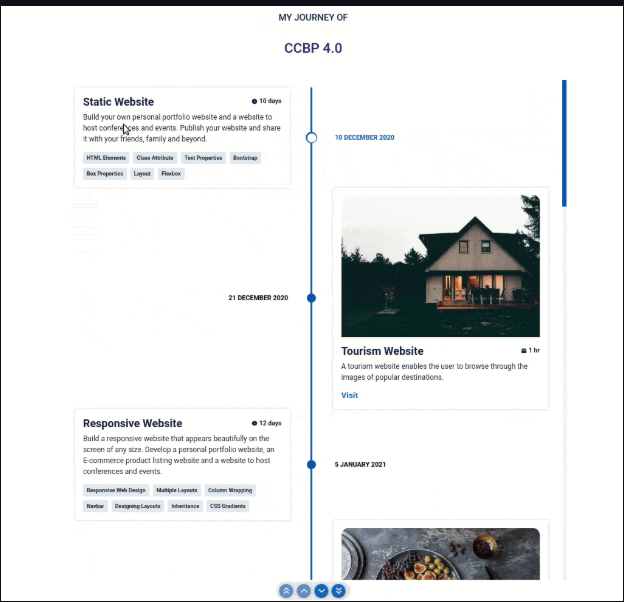 MY JOURNEY OF
CCBP 4.0
Static Website
10 days
Build your own personal portfolio website and a website to
host conferences and events. Publish your website and share
it with your friends, family and beyond.
HTML Elements Class Attribute Text Properties Bootstrap
Box Properties Layout Flexbox
10 DECEMBER 2020
21 DECEMBER 2020
Tourism Website
1 hr
A tourism website enables the user to browse through the
images of popular destinations.
Visit
Responsive Website
12 days
Build a responsive website that appears beautifully on the
screen of any size. Develop a personal portfolio website, an
E-commerce product listing website and a website to host
conferences and events.
Responsive Web Design Multiple Layouts Column Wrapping
Navbar Designing Layouts Inheritance CSS Gradients
5 JANUARY 2021